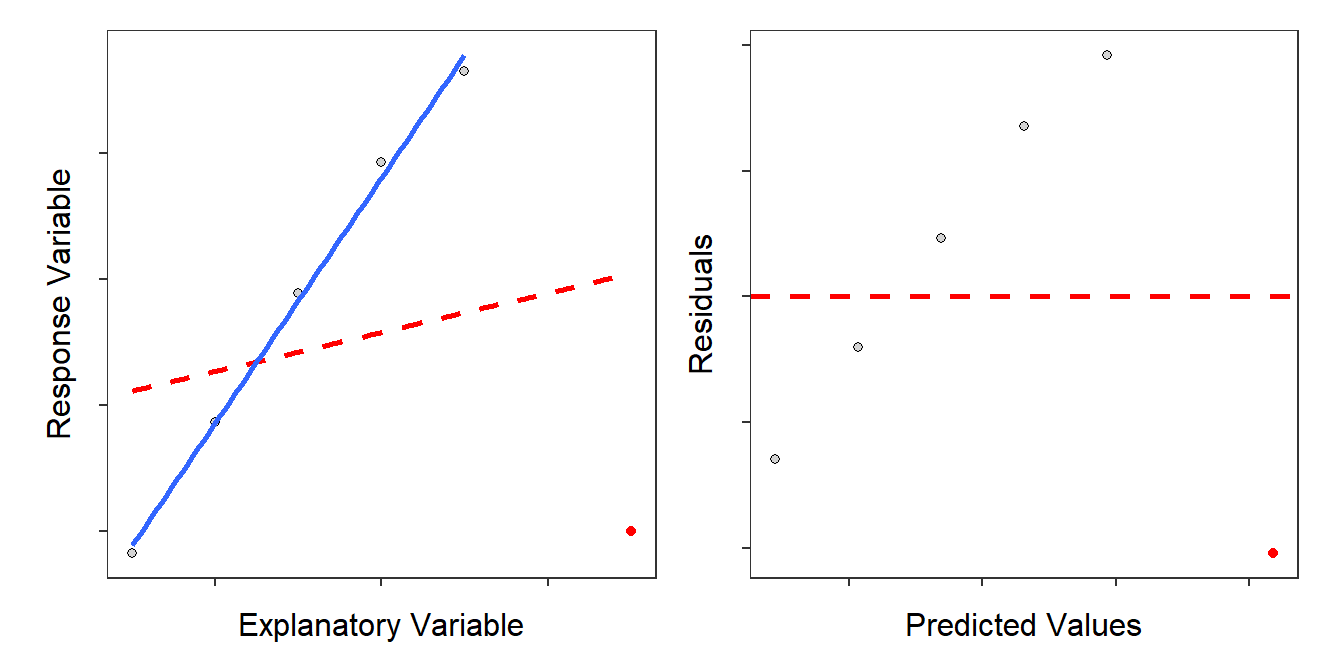 Response Variable
Explanatory Variable
Residuals
Predicted Values